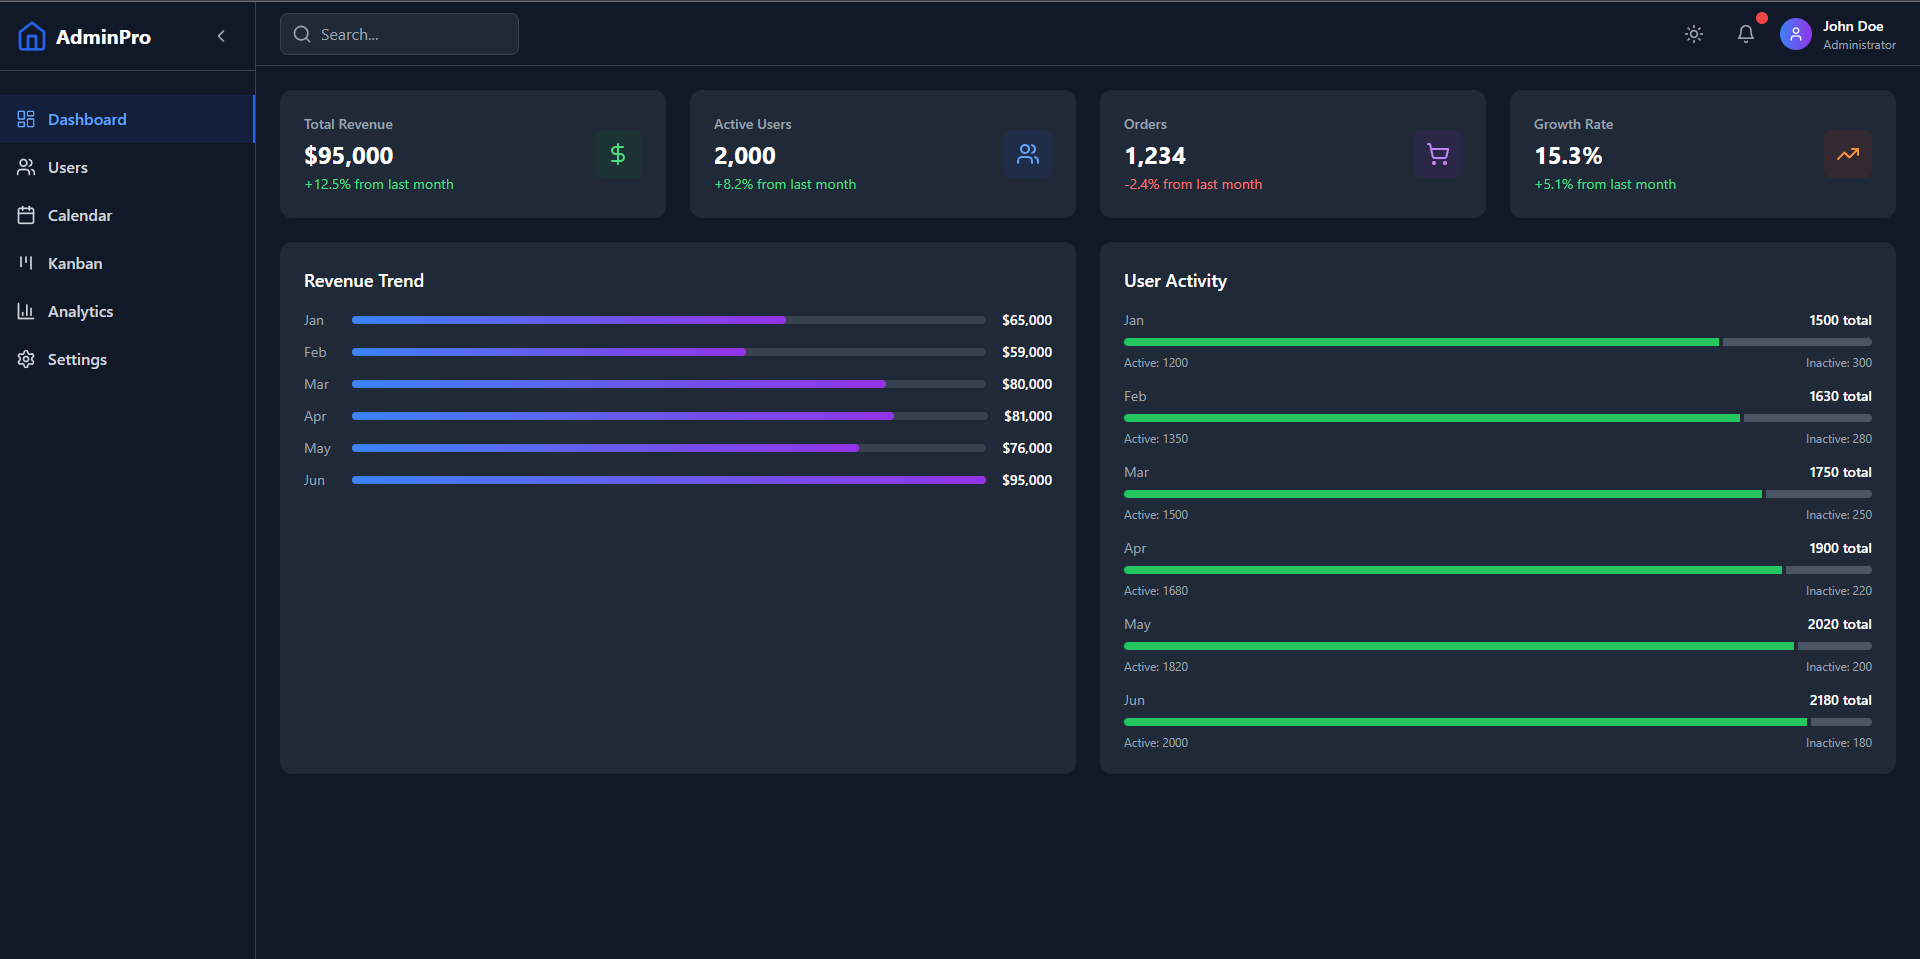 AdminPro
Search...
John Doe
Administrator
Dashboard
Users
Calendar
Kanban
Analytics
Settings
Total Revenue
$95,000
+12.5% from last month
Active Users
2,000
+8.2% from last month
Orders
1,234
-2.4% from last month
Growth Rate
15.3%
+5.1% from last month
Revenue Trend
Jan $65,000
Feb $59,000
Mar $80,000
Apr $81,000
May $76,000
Jun $95,000
User Activity
Jan 1500 total
Active: 1200 Inactive: 300
Feb 1630 total
Active: 1350 Inactive: 280
Mar 1750 total
Active: 1500 Inactive: 250
Apr 1900 total
Active: 1680 Inactive: 220
May 2020 total
Active: 1820 Inactive: 200
Jun 2180 total
Active: 2000 Inactive: 180